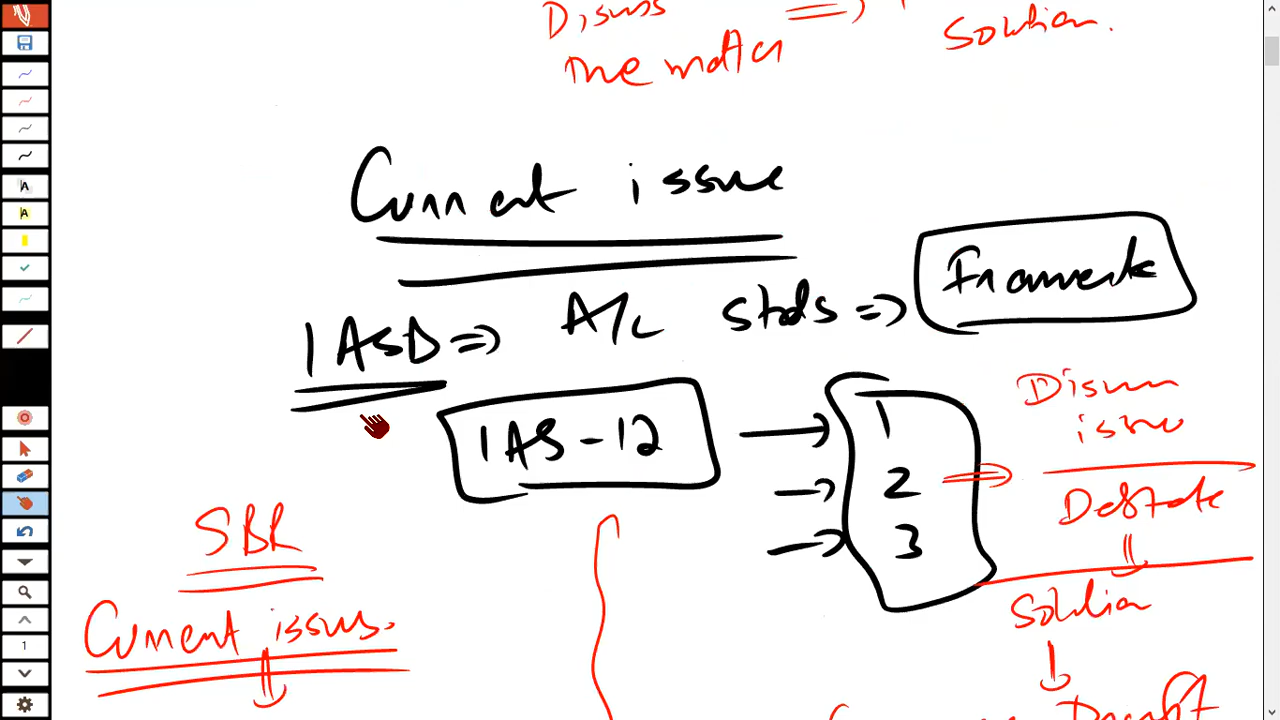 Discuss
the matter
=> Solution.
Current issue
IASB => A/c stds => Framework
IAS-12
1
2
3
Discuss
issue
Debate
Solution
SBR
Current issues.
1